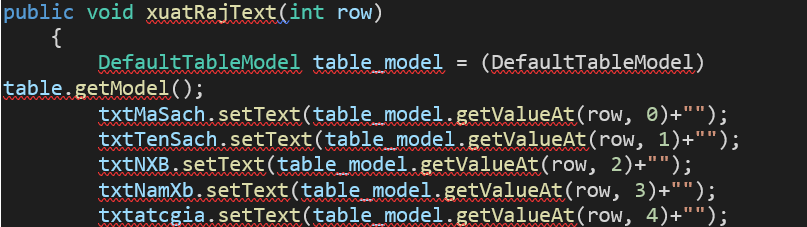 public void xuatRajText(int row)
{
DefaultTableModel table_model = (DefaultTableModel)
table.getModel();
txtMaSach.setText(table_model.getValueAt(row, 0)+"");
txtTenSach.setText(table_model.getValueAt(row, 1)+"");
txtNXB.setText(table_model.getValueAt(row, 2)+"");
txtNamXb.setText(table_model.getValueAt(row, 3)+"");
txtatcgia.setText(table_model.getValueAt(row, 4)+"");